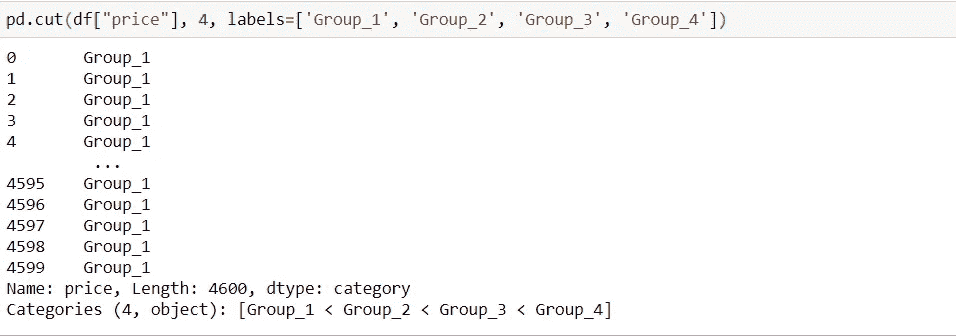 pd.cut(df["price"], 4, labels=['Group_1', 'Group_2', 'Group_3', 'Group_4'])
0       Group_1
1       Group_1
2       Group_1
3       Group_1
4       Group_1
         ...
4595    Group_1
4596    Group_1
4597    Group_1
4598    Group_1
4599    Group_1
Name: price, Length: 4600, dtype: category
Categories (4, object): [Group_1 < Group_2 < Group_3 < Group_4]